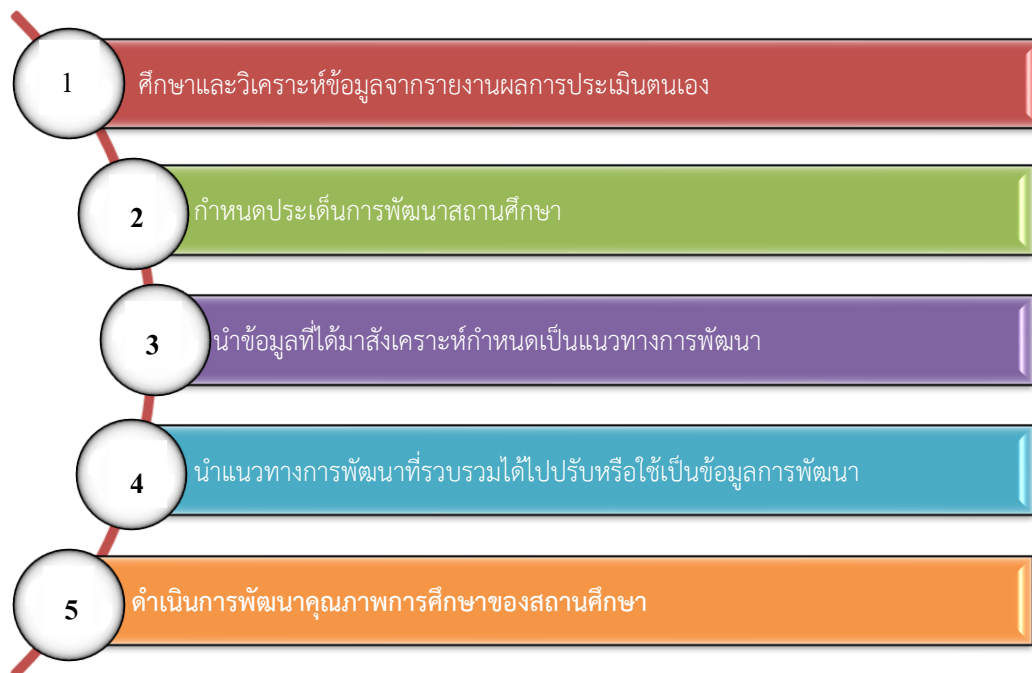 1 ศึกษาและวิเคราะห์ข้อมูลจากรายงานผลการประเมินตนเอง
2 กำหนดประเด็นการพัฒนาสถานศึกษา
3 นำข้อมูลที่ได้มาสังเคราะห์กำหนดเป็นแนวทางการพัฒนา
4 นำแนวทางการพัฒนาที่รวบรวมได้ไปปรับหรือใช้เป็นข้อมูลการพัฒนา
5 ดำเนินการพัฒนาคุณภาพการศึกษาของสถานศึกษา